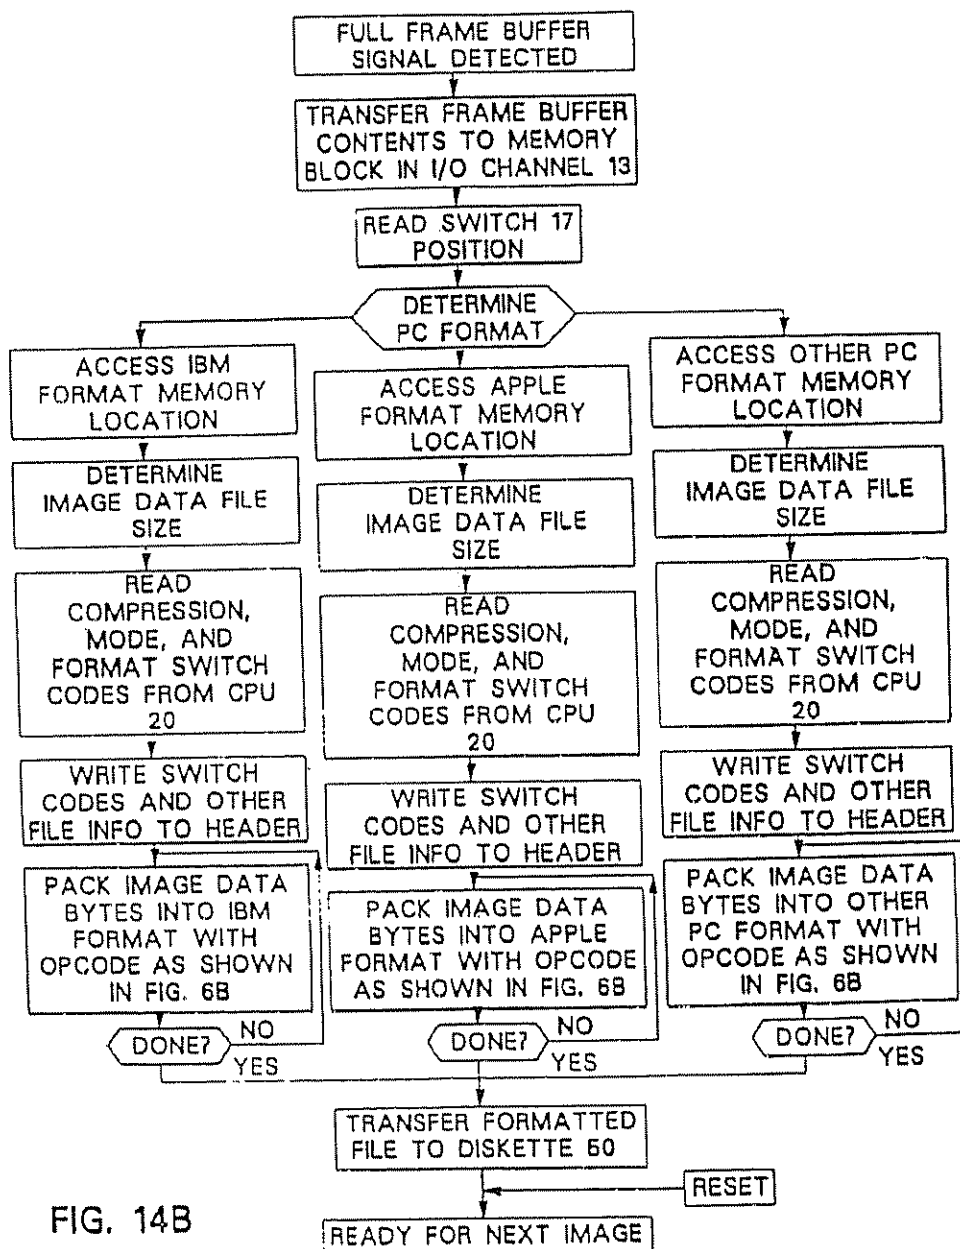 FULL FRAME BUFFER
SIGNAL DETECTED
TRANSFER FRAME BUFFER
CONTENTS TO MEMORY
BLOCK IN I/O CHANNEL 13
READ SWITCH 17
POSITION
DETERMINE
PC FORMAT
ACCESS IBM
FORMAT MEMORY
LOCATION
DETERMINE
IMAGE DATA FILE
SIZE
READ
COMPRESSION,
MODE, AND
FORMAT SWITCH
CODES FROM CPU
20
WRITE SWITCH
CODES AND OTHER
FILE INFO TO HEADER
PACK IMAGE DATA
BYTES INTO IBM
FORMAT WITH
OPCODE AS SHOWN
IN FIG. 6B
DONE?
NO
YES
ACCESS APPLE
FORMAT MEMORY
LOCATION
DETERMINE
IMAGE DATA FILE
SIZE
READ
COMPRESSION,
MODE, AND
FORMAT SWITCH
CODES FROM CPU
20
WRITE SWITCH
CODES AND OTHER
FILE INFO TO HEADER
PACK IMAGE DATA
BYTES INTO APPLE
FORMAT WITH OPCODE
AS SHOWN IN FIG. 6B
DONE?
NO
YES
ACCESS OTHER PC
FORMAT MEMORY
LOCATION
DETERMINE
IMAGE DATA FILE
SIZE
READ
COMPRESSION,
MODE, AND
FORMAT SWITCH
CODES FROM CPU
20
WRITE SWITCH
CODES AND OTHER
FILE INFO TO HEADER
PACK IMAGE DATA
BYTES INTO OTHER
PC FORMAT WITH
OPCODE AS SHOWN
IN FIG. 6B
DONE?
NO
YES
TRANSFER FORMATTED
FILE TO DISKETTE 50
RESET
READY FOR NEXT IMAGE
FIG. 14B